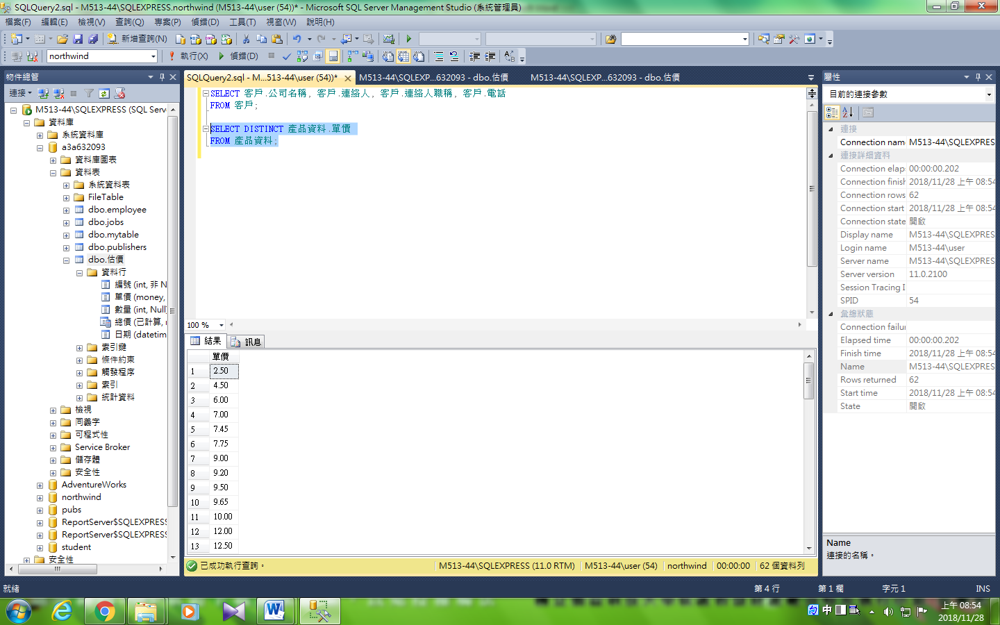 SQLQuery2.sql - M513-44\SQLEXPRESS.northwind (M513-44\user (54))* - Microsoft SQL Server Management Studio (系統管理員)
檔案(F) 編輯(E) 檢視(V) 查詢(Q) 專案(P) 偵錯(D) 工具(T) 視窗(W) 說明(H)
新增查詢(N)
northwind 執行(X) 偵錯(D)
物件總管
連接
M513-44\SQLEXPRESS (SQL Serv
資料庫
系統資料庫
a3a632093
資料庫圖表
資料表
系統資料表
FileTable
dbo.employee
dbo.jobs
dbo.mytable
dbo.publishers
dbo.估價
資料行
編號 (int, 非 N
單價 (money,
數量 (int, Null)
總價 (已計算, 
日期 (datetim
索引鍵
條件約束
觸發程序
索引
統計資料
檢視
同義字
可程式性
Service Broker
儲存體
安全性
AdventureWorks
northwind
pubs
ReportServer$SQLEXPRESS
ReportServer$SQLEXPRESS
student
安全性
SQLQuery2.sql - M...513-44\user (54))* M513-44\SQLEXP...632093 - dbo.估價 M513-44\SQLEXP...632093 - dbo.估價
SELECT 客戶.公司名稱, 客戶.連絡人, 客戶.連絡人職稱, 客戶.電話
FROM 客戶;
SELECT DISTINCT 產品資料.單價
FROM 產品資料;
100 %
結果 訊息
單價
1 2.50
2 4.50
3 6.00
4 7.00
5 7.45
6 7.75
7 9.00
8 9.20
9 9.50
10 9.65
11 10.00
12 12.00
13 12.50
已成功執行查詢。 M513-44\SQLEXPRESS (11.0 RTM) M513-44\user (54) northwind 00:00:00 62 個資料列
屬性
目前的連接參數
連接
Connection nam M513-44\SQLEXPRESS
連接詳細資料
Connection elap 00:00:00.202
Connection finish 2018/11/28 上午 08:54
Connection rows 62
Connection start 2018/11/28 上午 08:54
Connection state 開啟
Display name M513-44\SQLEXPRESS
Login name M513-44\user
Server name M513-44\SQLEXPRESS
Server version 11.0.2100
Session Tracing I
SPID 54
彙總狀態
Connection failur
Elapsed time 00:00:00.202
Finish time 2018/11/28 上午 08:54
Name M513-44\SQLEXPRESS
Rows returned 62
Start time 2018/11/28 上午 08:54
State 開啟
Name
連接的名稱。
就緒 第 4 行 第 1 欄 字元 1 INS
中
上午 08:54
2018/11/28